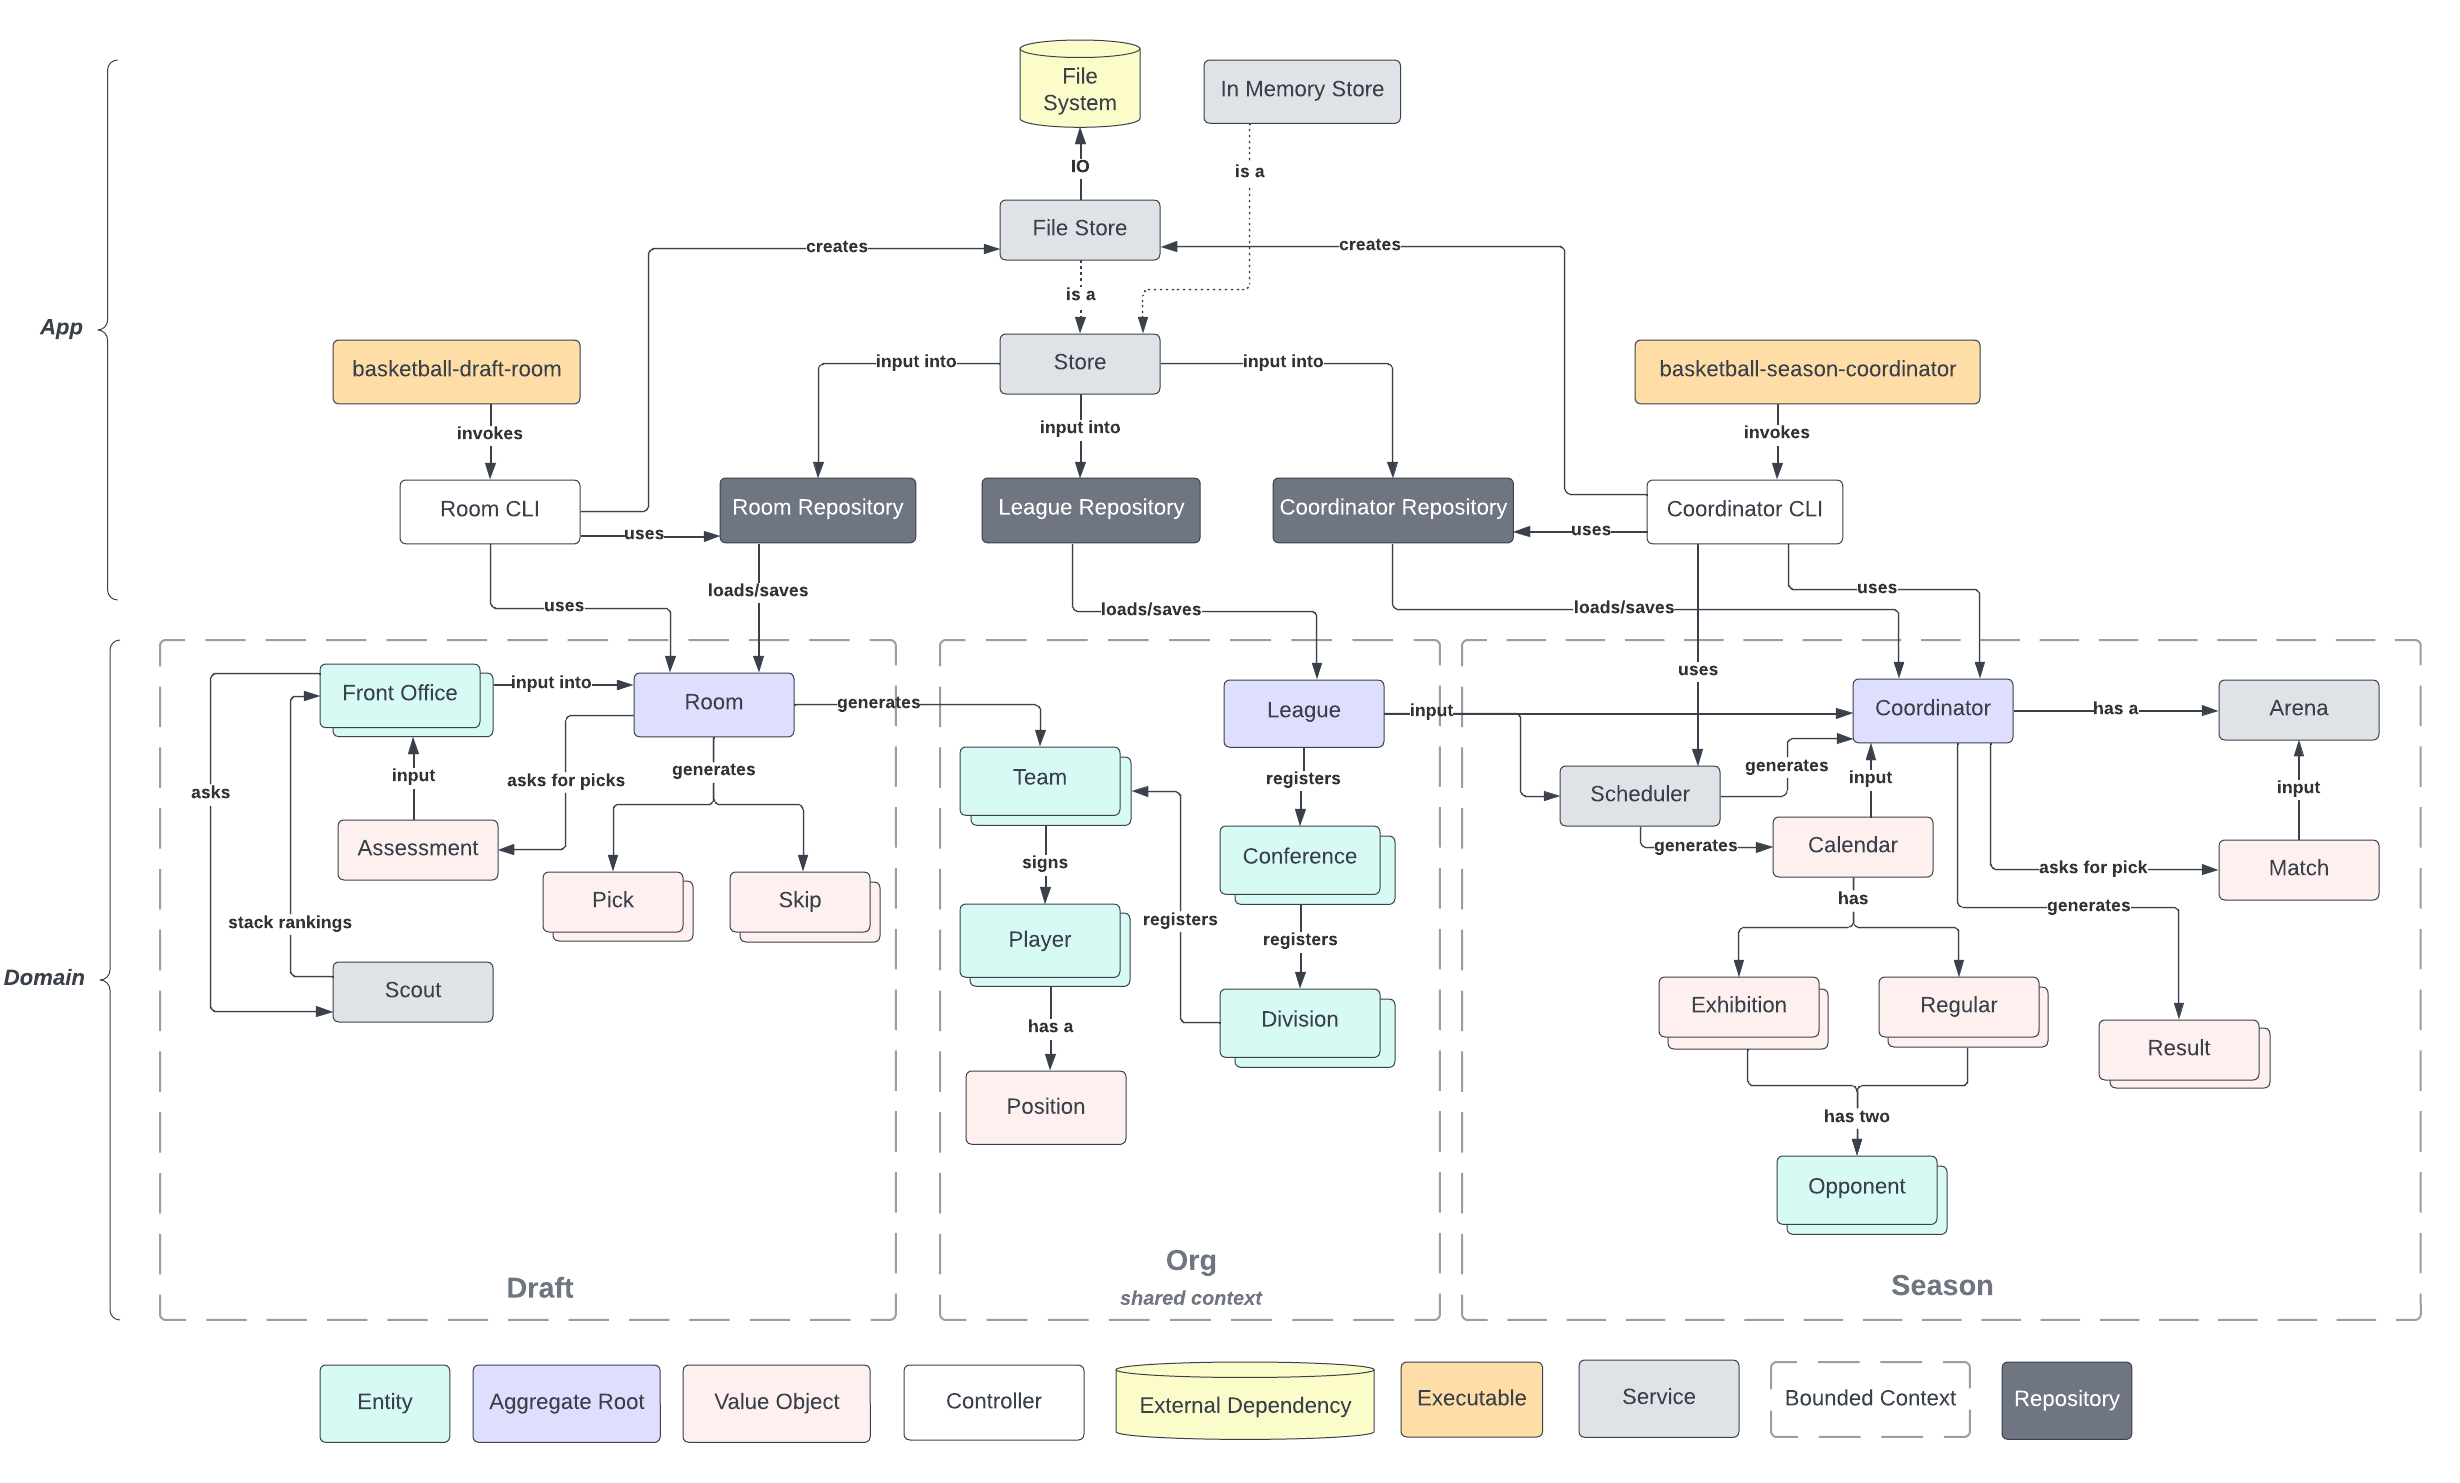 File
System
In Memory Store
IO
is a
File Store
creates
creates
is a
App
basketball-draft-room
input into
Store
input into
basketball-season-coordinator
invokes
input into
invokes
Room CLI
Room Repository
League Repository
Coordinator Repository
Coordinator CLI
uses
uses
loads/saves
uses
loads/saves
loads/saves
uses
uses
Front Office
input into
Room
generates
League
input
Coordinator
has a
Arena
asks
input
asks for picks
generates
Team
registers
Scheduler
generates
input
input
Assessment
signs
Conference
generates
Calendar
asks for pick
Match
Pick
Skip
has
generates
stack rankings
Player
registers
registers
Domain
Scout
Exhibition
Regular
has a
Division
Result
Position
has two
Opponent
Draft
Org
shared context
Season
Entity
Aggregate Root
Value Object
Controller
External Dependency
Executable
Service
Bounded Context
Repository